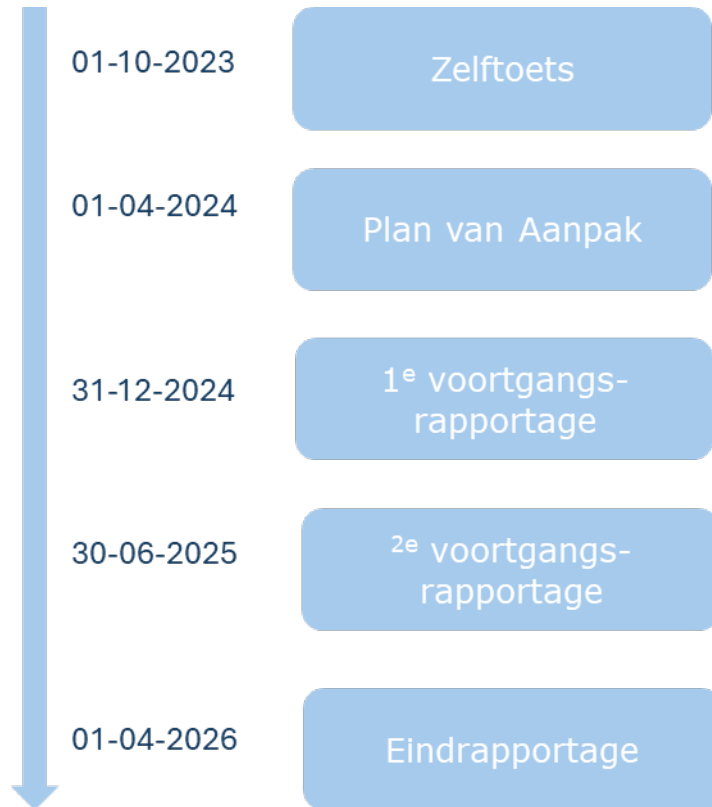 01-10-2023
Zelftoets
01-04-2024
Plan van Aanpak
31-12-2024
1e voortgangs-
rapportage
30-06-2025
2e voortgangs-
rapportage
01-04-2026
Eindrapportage